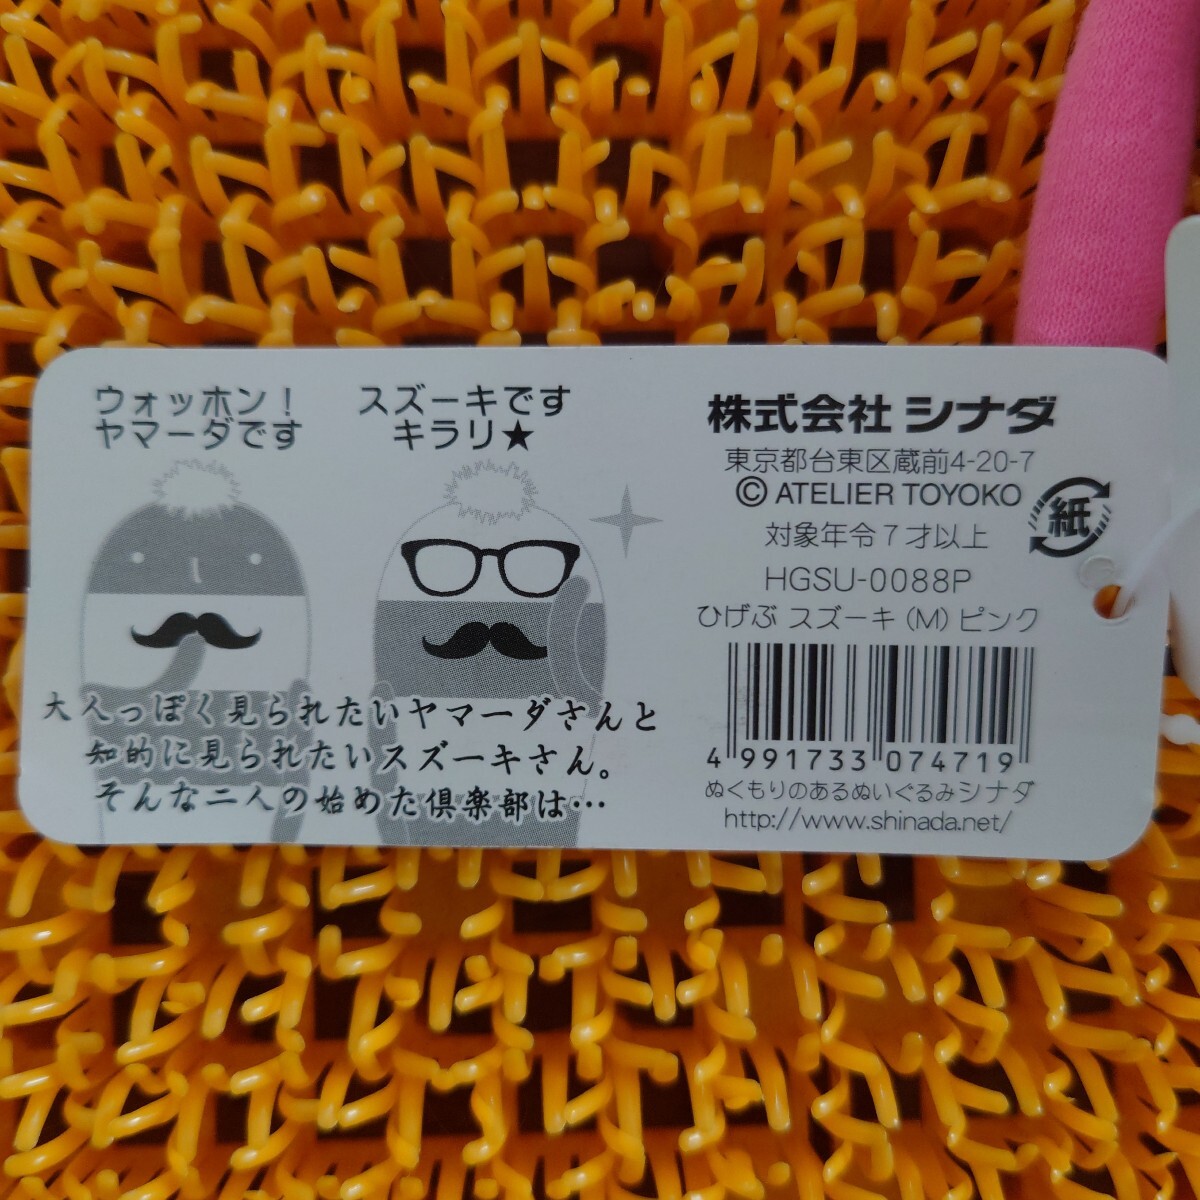 ウォッホン！
ヤマーダです
スズーキです
キラリ★
大人っぽく見られたいヤマーダさんと
知的に見られたいスズーキさん。
そんな二人の始めた倶楽部は…
株式会社 シナダ
東京都台東区蔵前4-20-7
© ATELIER TOYOKO
紙
対象年令7才以上
HGSU-0088P
ひげぶ スズーキ (M) ピンク
4 991733 074719
ぬくもりのあるぬいぐるみシナダ
http://www.shinada.net/